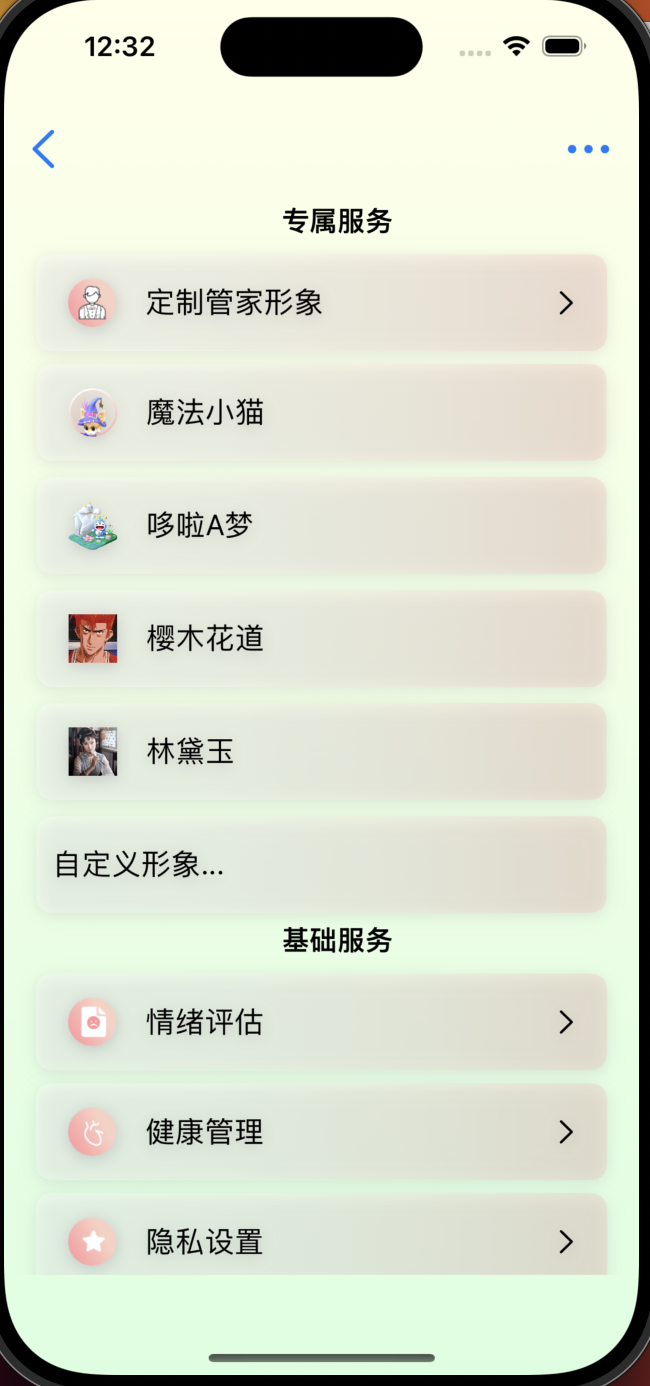 12:32
专属服务
定制管家形象
魔法小猫
哆啦A梦
樱木花道
林黛玉
自定义形象...
基础服务
情绪评估
健康管理
隐私设置